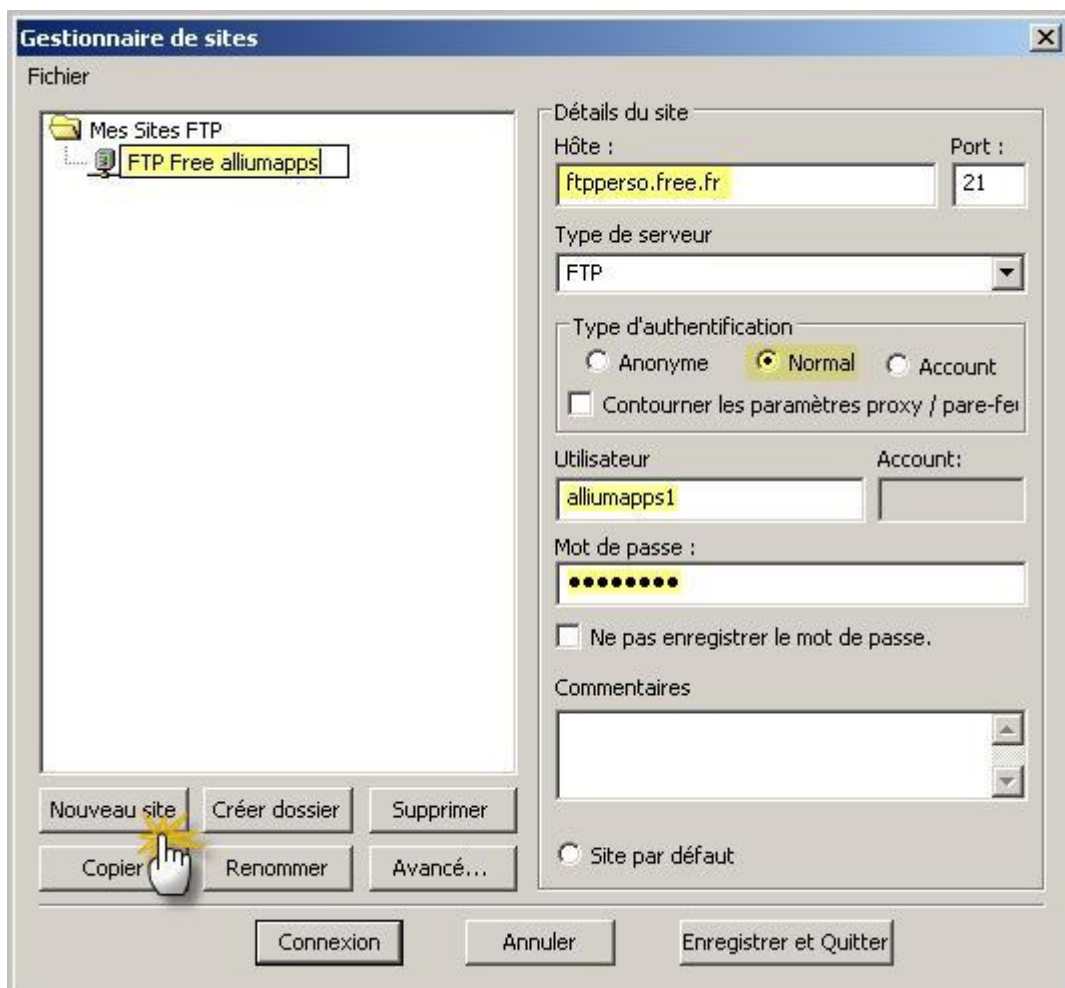 Gestionnaire de sites
Fichier
Mes Sites FTP
FTP Free alliumapps
Détails du site
Hôte :
Port :
ftpperso.free.fr
21
Type de serveur
FTP
Type d'authentification
Anonyme
Normal
Account
Contourner les paramètres proxy / pare-feu
Utilisateur
Account:
alliumapps1
Mot de passe :
●●●●●●●●
Ne pas enregistrer le mot de passe.
Commentaires
Nouveau site
Créer dossier
Supprimer
Copier
Renommer
Avancé...
Site par défaut
Connexion
Annuler
Enregistrer et Quitter